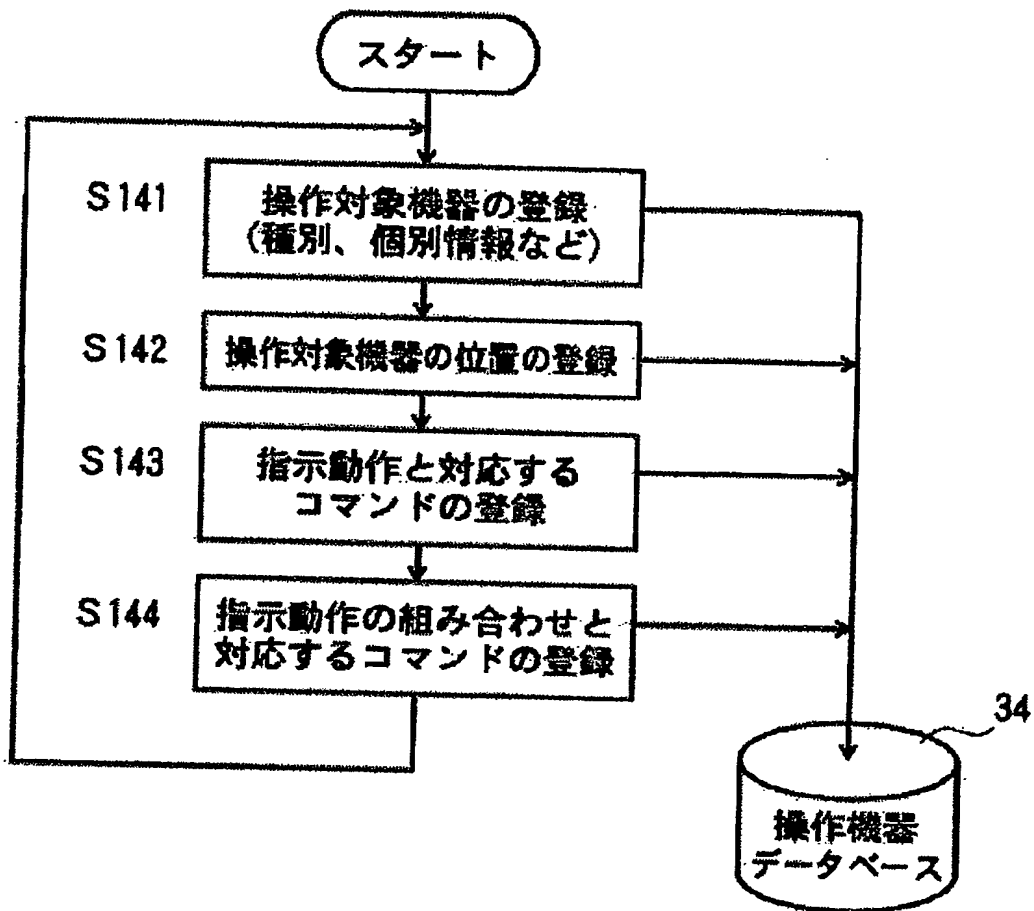 スタート
S141
操作対象機器の登録
(種別、個別情報など)
S142
操作対象機器の位置の登録
S143
指示動作と対応する
コマンドの登録
S144
指示動作の組み合わせと
対応するコマンドの登録
34
操作機器
データベース